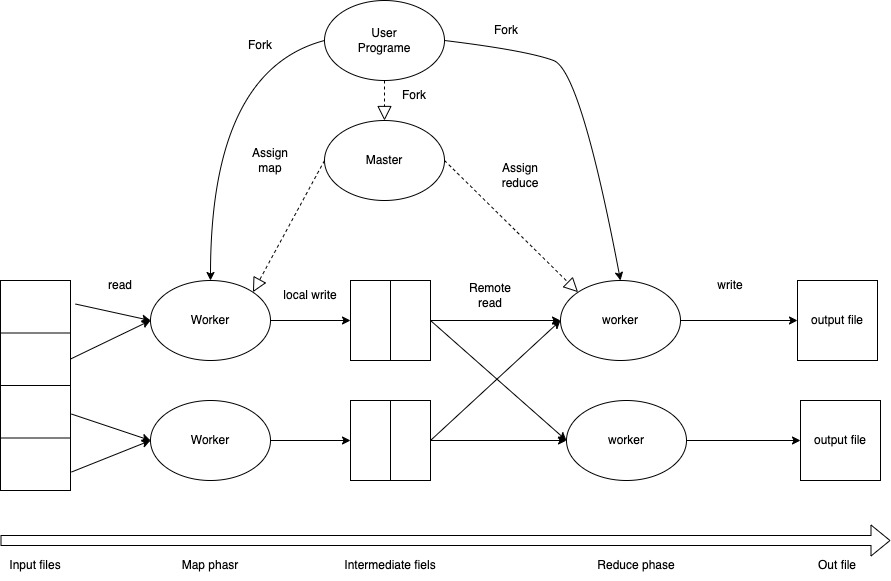 User
Programe
Fork
Fork
Fork
Master
Assign
map
Assign
reduce
read
Worker
local write
Remote
read
worker
write
output file
Worker
worker
output file
Input files
Map phasr
Intermediate fiels
Reduce phase
Out file